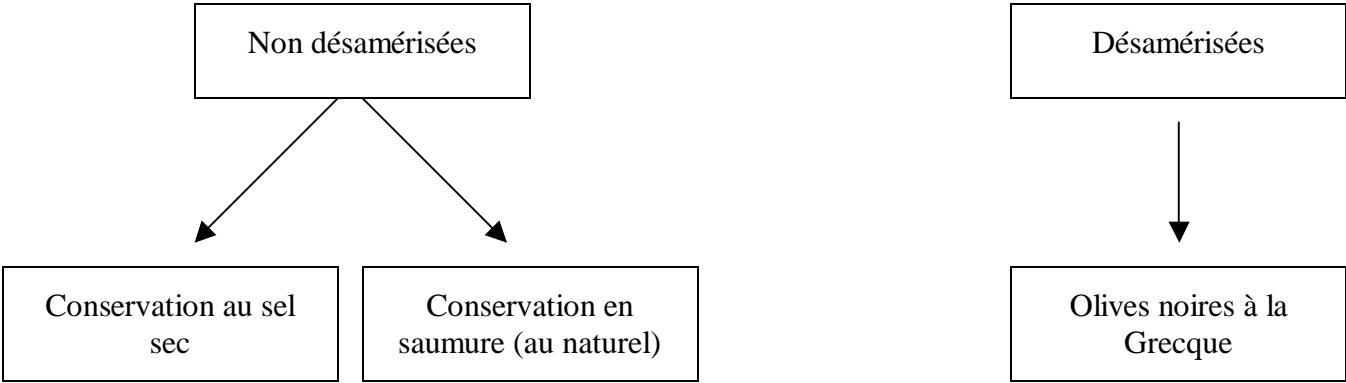 Non désamérisées
Désamérisées
Conservation au sel
sec
Conservation en
saumure (au naturel)
Olives noires à la
Grecque